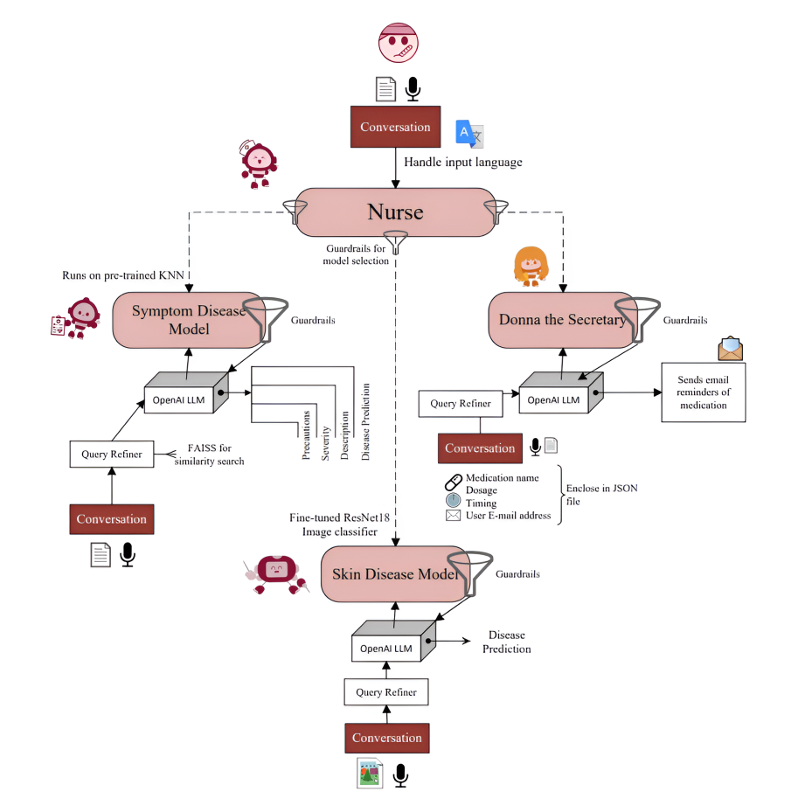 Conversation
A
文
Handle input language
Nurse
Guardrails for
model selection
Runs on pre-trained KNN
Symptom Disease
Model
Guardrails
OpenAI LLM
Precautions
Severity
Description
Disease Prediction
Query Refiner
FAISS for
similarity search
Conversation
Donna the Secretary
Guardrails
OpenAI LLM
Sends email
reminders of
medication
Query Refiner
Conversation
Medication name
Dosage
Timing
User E-mail address
Enclose in JSON
file
Fine-tuned ResNet18
Image classifier
Skin Disease Model
Guardrails
OpenAI LLM
Disease
Prediction
Query Refiner
Conversation